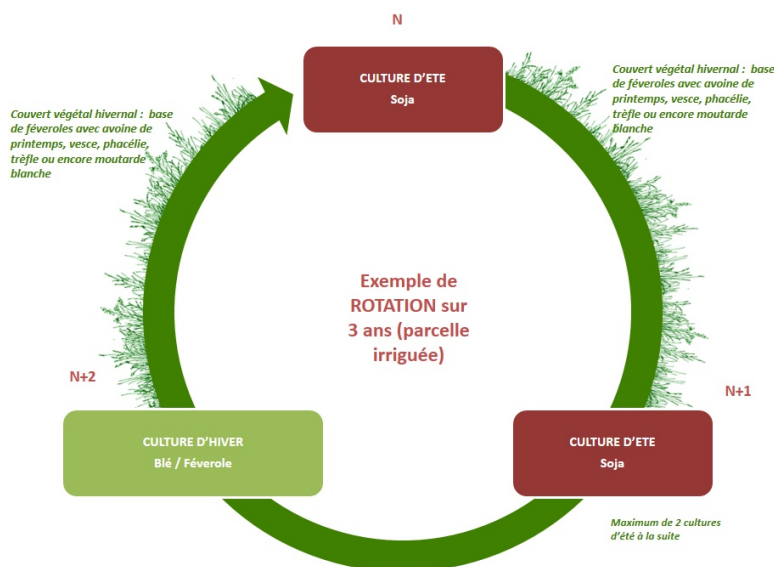 N
CULTURE D'ETE
Soja
Couvert végétal hivernal : base
de féveroles avec avoine de
printemps, vesce, phacélie,
trèfle ou encore moutarde
blanche
Couvert végétal hivernal : base
de féveroles avec avoine de
printemps, vesce, phacélie,
trèfle ou encore moutarde
blanche
Exemple de
ROTATION sur
3 ans (parcelle
irriguée)
N+2
N+1
CULTURE D'HIVER
Blé / Féverole
CULTURE D'ETE
Soja
Maximum de 2 cultures
d'été à la suite